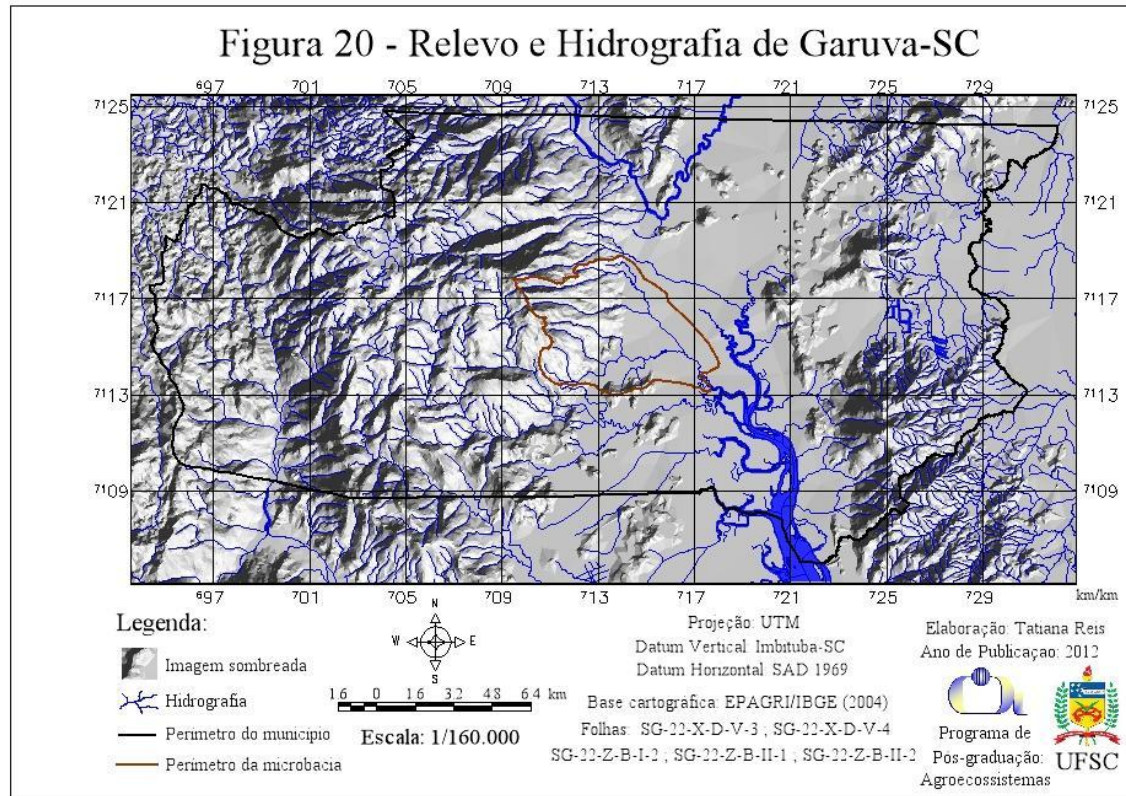 Figura 20 - Relevo e Hidrografia de Garuva-SC
697 701 705 709 713 717 721 725 729
7125 7125
7121 7121
7117 7117
7113 7113
7109 7109
697 701 705 709 713 717 721 725 729
km/km
Legenda:
Imagem sombreada
Hidrografia
Perimetro do municipio
Perimetro da microbacia
N
W E
S
1.6 0 1.6 3.2 4.8 6.4 km
Escala: 1/160.000
Projeção: UTM
Datum Vertical: Imbituba-SC
Datum Horizontal: SAD 1969
Base cartográfica: EPAGRI/IBGE (2004)
Folhas: SG-22-X-D-V-3 ; SG-22-X-D-V-4
SG-22-Z-B-I-2 ; SG-22-Z-B-II-1 ; SG-22-Z-B-II-2
Elaboração: Tatiana Reis
Ano de Publicaçao: 2012
Programa de
Pós-graduação:
Agroecossistemas
UFSC